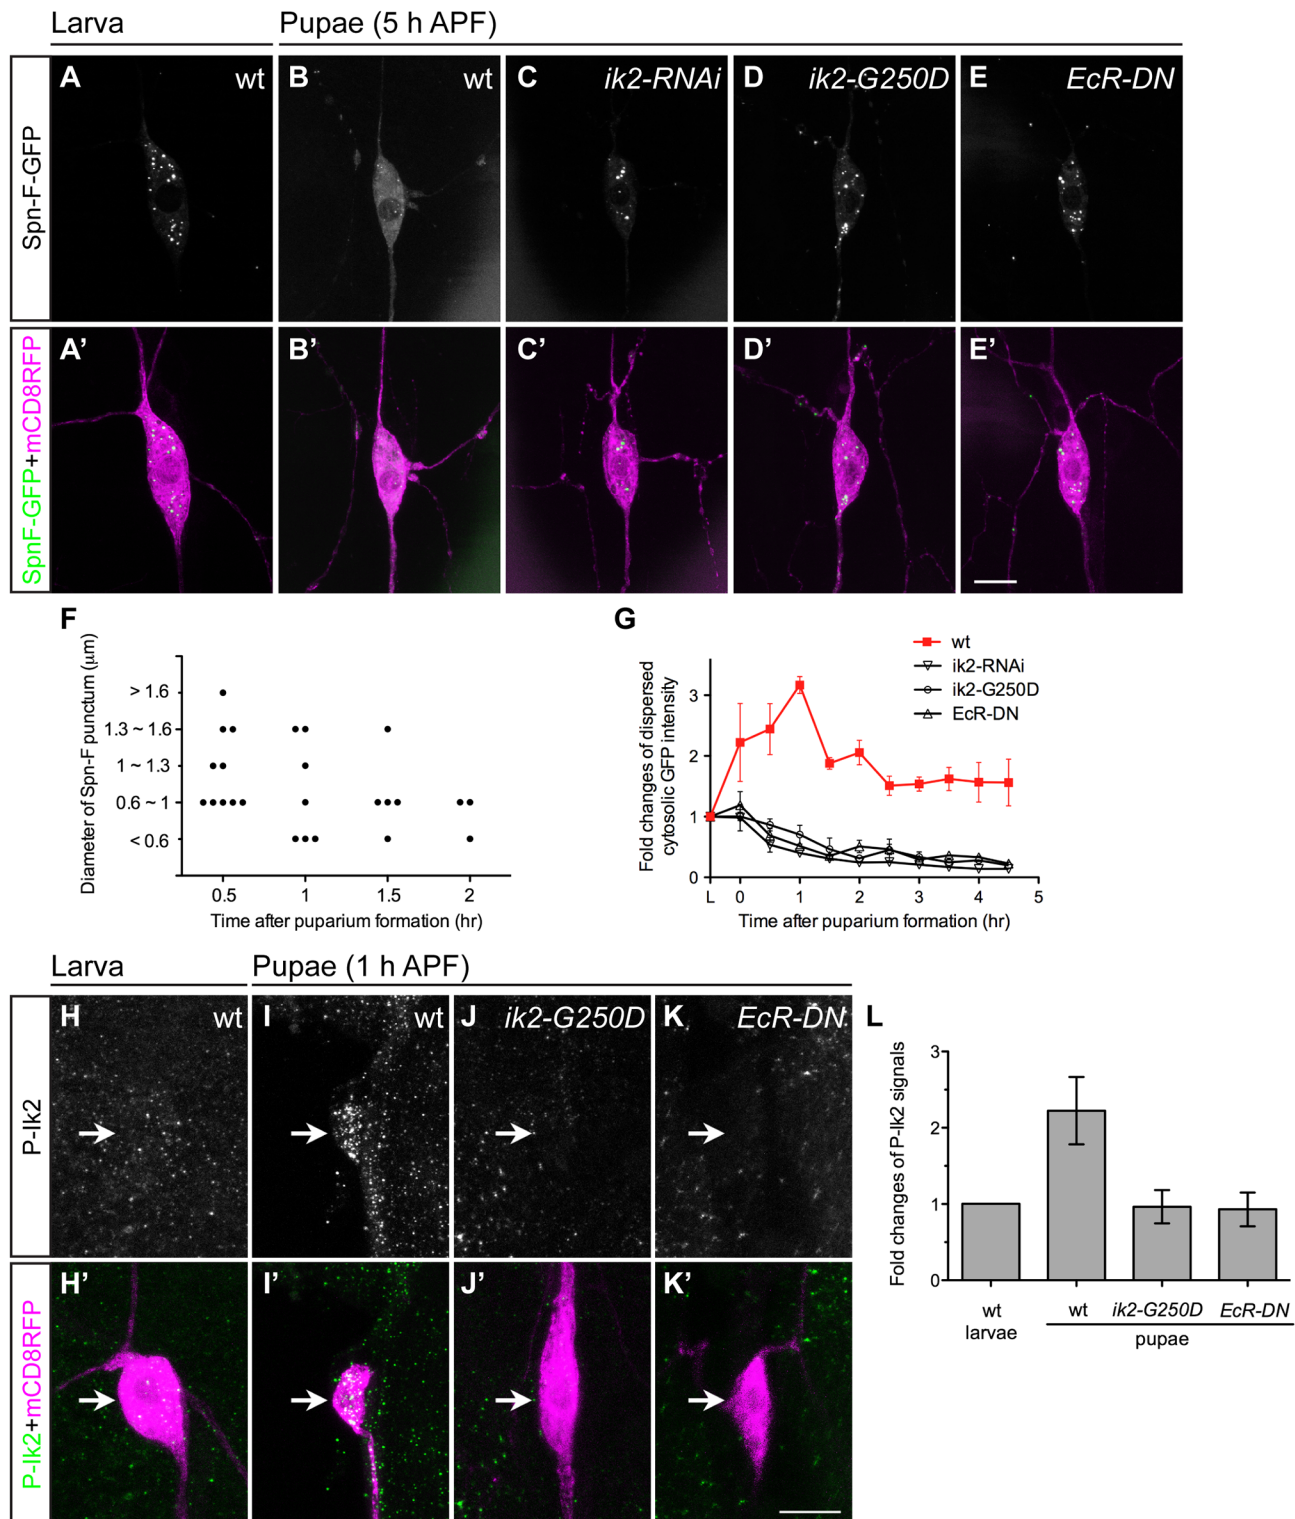 Larva Pupae (5 h APF)
A wt B wt C ik2-RNAi D ik2-G250D E EcR-DN
Spn-F-GFP
A’ B’ C’ D’ E’
SpnF-GFP+mCD8RFP
F
Diameter of Spn-F punctum (μm)
> 1.6
1.3 ~ 1.6
1 ~ 1.3
0.6 ~ 1
< 0.6
0.5 1 1.5 2
Time after puparium formation (hr)
G
wt
ik2-RNAi
ik2-G250D
EcR-DN
Fold changes of dispersed
cytosolic GFP intensity
3
2
1
0
L 0 1 2 3 4 5
Time after puparium formation (hr)
Larva Pupae (1 h APF)
H wt I wt J ik2-G250D K EcR-DN
P-Ik2
H’ I’ J’ K’
P-Ik2+mCD8RFP
L
Fold changes of P-Ik2 signals
3
2
1
0
wt wt ik2-G250D EcR-DN
larvae pupae